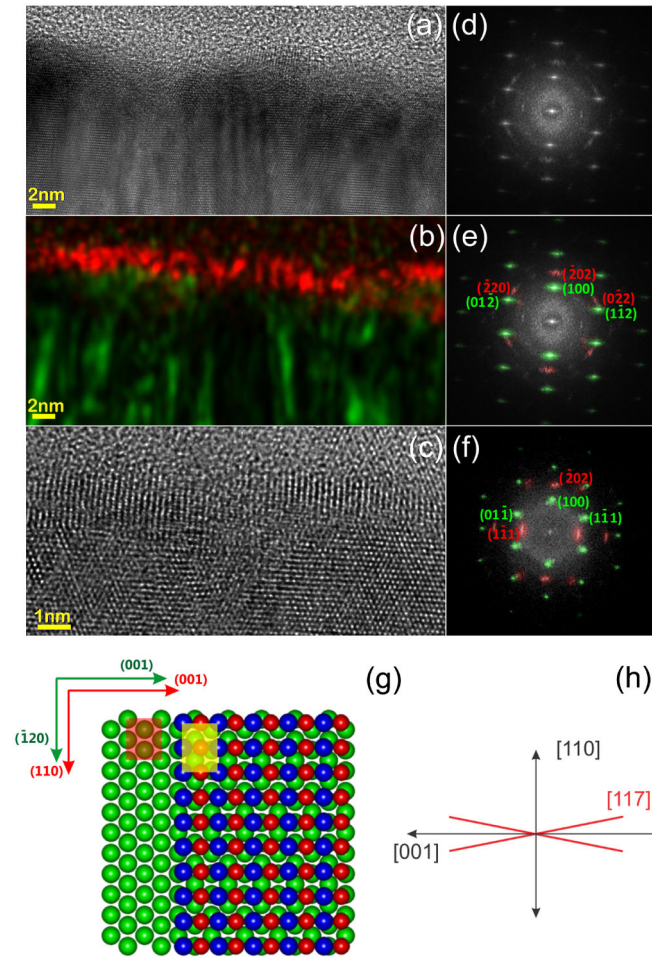 (a)
2nm
(d)
(b)
2nm
(e)
(2̄20)
(2̄02)
(100)
(02̄2)
(012̄)
(11̄2)
(c)
1nm
(f)
(2̄02)
(100)
(011̄)
(11̄1)
(11̄1)
(g)
(001)
(001)
(1̄20)
(110)
(h)
[110]
[117]
[001]